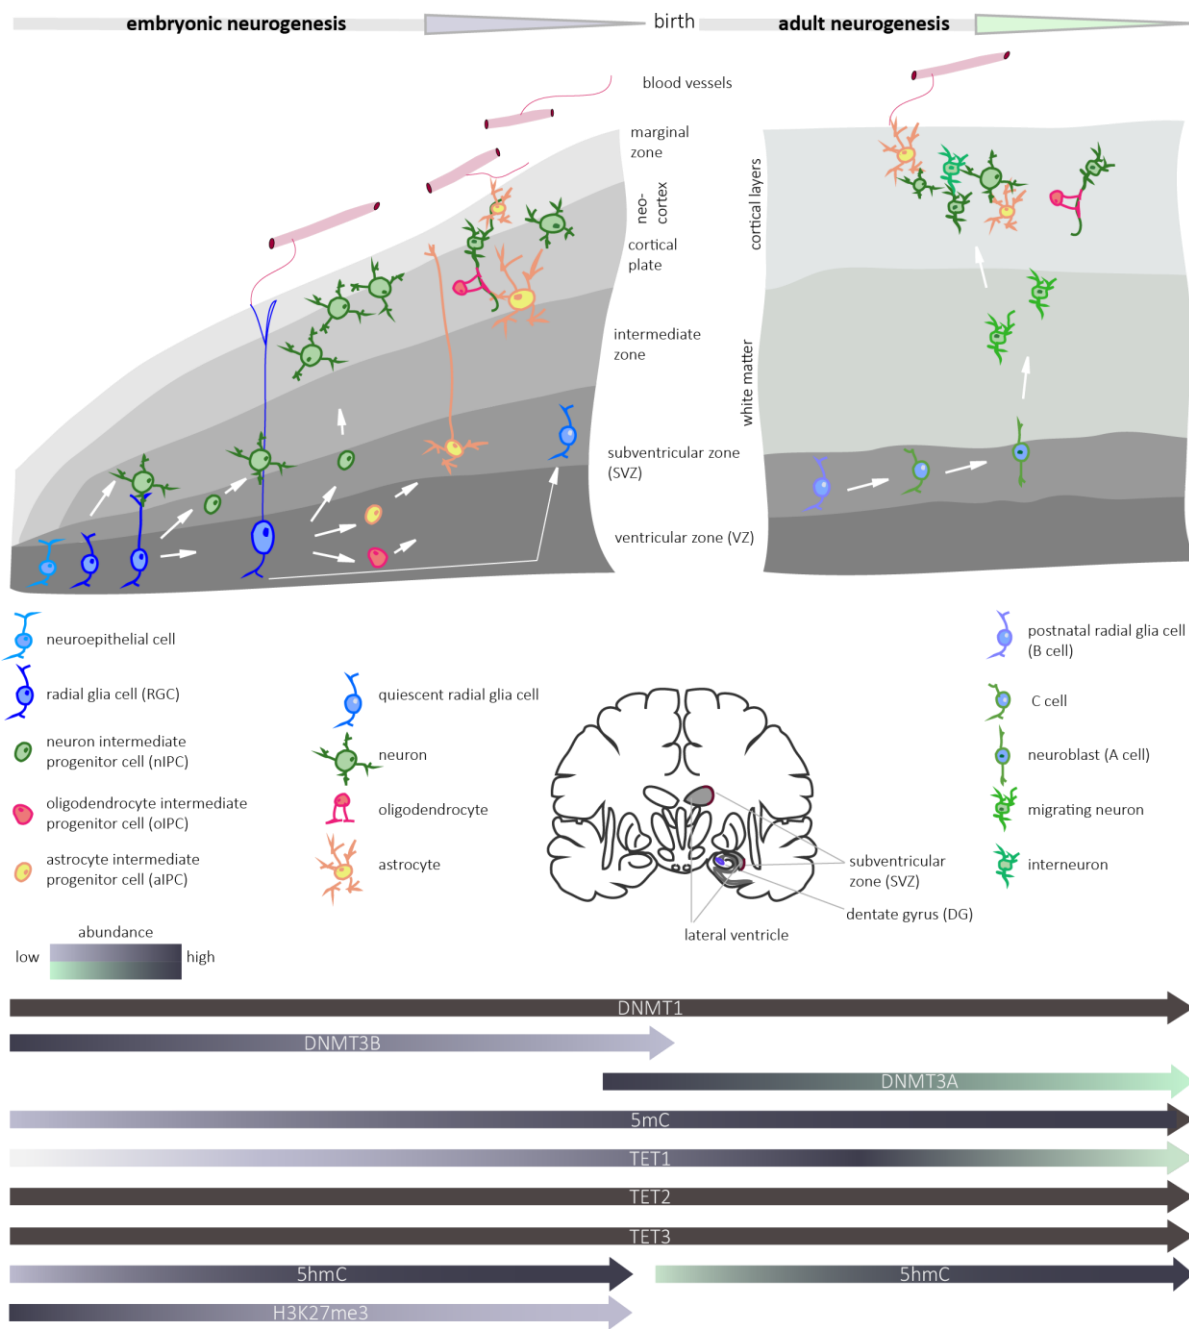 embryonic neurogenesis
birth
adult neurogenesis
blood vessels
marginal
zone
neo-
cortex
cortical
plate
intermediate
zone
subventricular zone
(SVZ)
ventricular zone (VZ)
cortical layers
white matter
neuroepithelial cell
radial glia cell (RGC)
neuron intermediate
progenitor cell (nIPC)
oligodendrocyte intermediate
progenitor cell (oIPC)
astrocyte intermediate
progenitor cell (aIPC)
quiescent radial glia cell
neuron
oligodendrocyte
astrocyte
subventricular
zone (SVZ)
dentate gyrus (DG)
lateral ventricle
postnatal radial glia cell
(B cell)
C cell
neuroblast (A cell)
migrating neuron
interneuron
abundance
low
high
DNMT1
DNMT3B
DNMT3A
5mC
TET1
TET2
TET3
5hmC
5hmC
H3K27me3